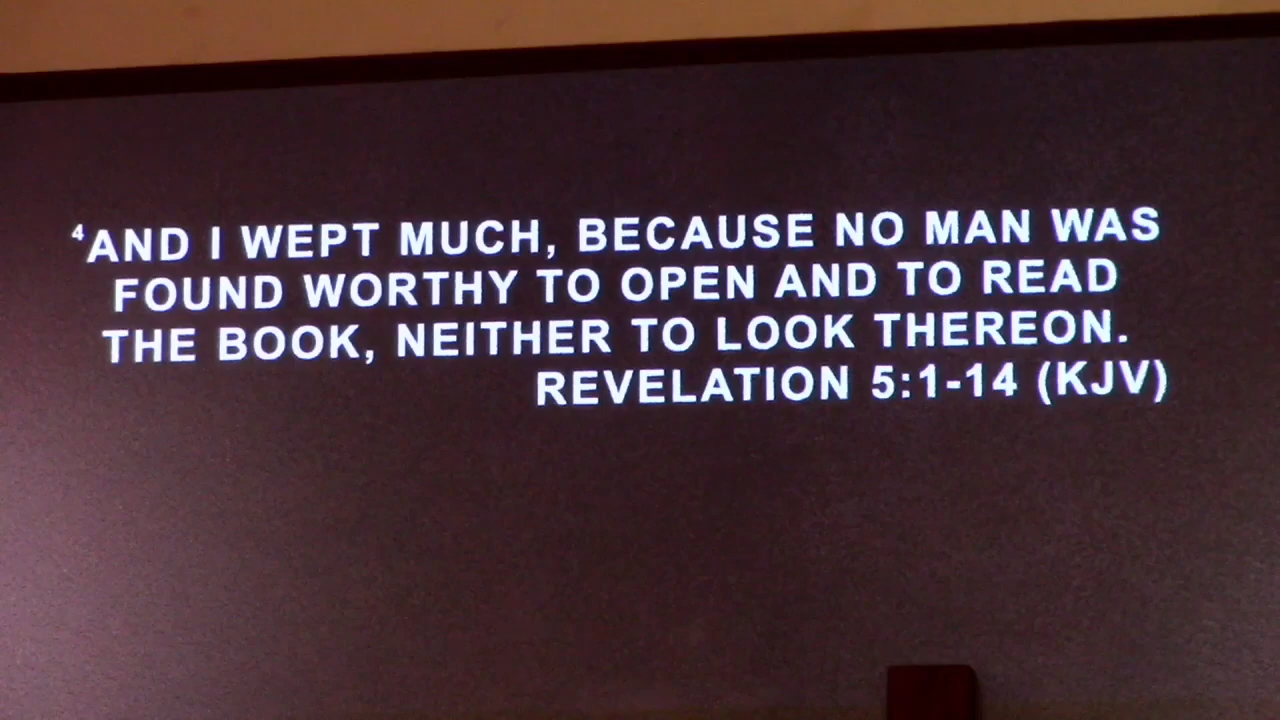 ⁴AND I WEPT MUCH, BECAUSE NO MAN WAS
FOUND WORTHY TO OPEN AND TO READ
THE BOOK, NEITHER TO LOOK THEREON.
REVELATION 5:1-14 (KJV)